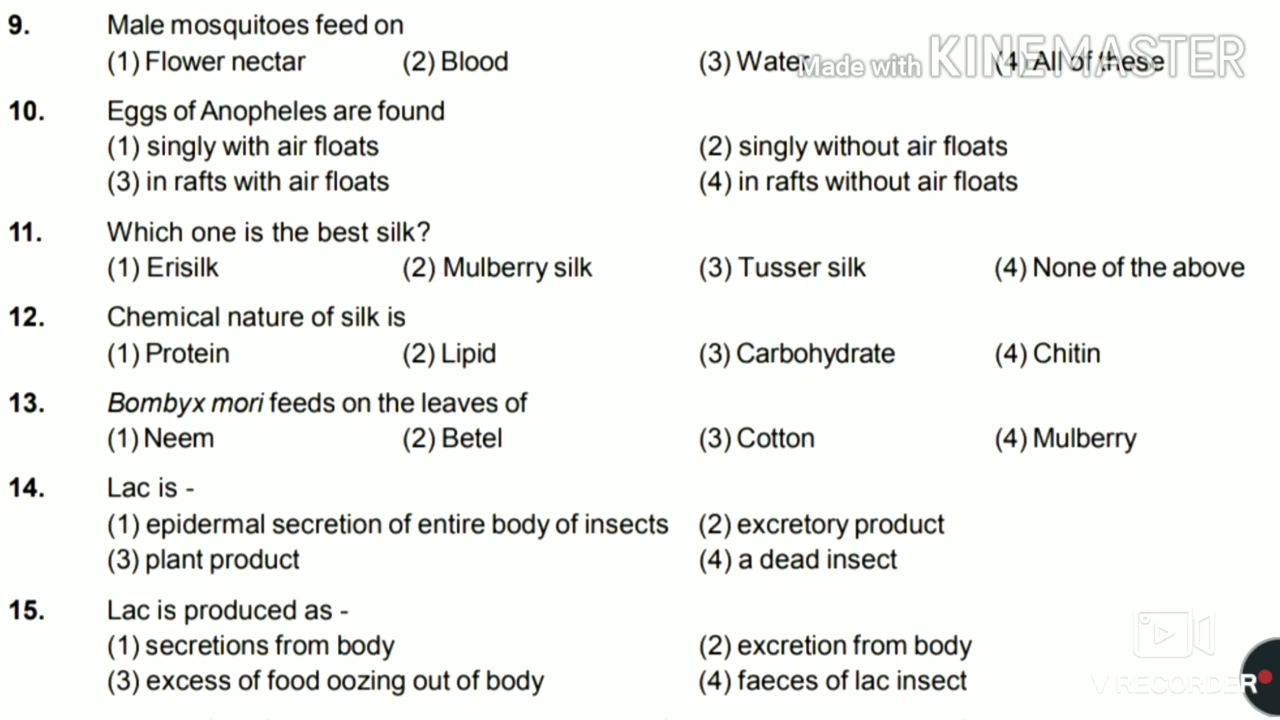 9. Male mosquitoes feed on
(1) Flower nectar (2) Blood (3) Water (4) All of these
Made with KINEMASTER
10. Eggs of Anopheles are found
(1) singly with air floats (2) singly without air floats
(3) in rafts with air floats (4) in rafts without air floats
11. Which one is the best silk?
(1) Erisilk (2) Mulberry silk (3) Tusser silk (4) None of the above
12. Chemical nature of silk is
(1) Protein (2) Lipid (3) Carbohydrate (4) Chitin
13. Bombyx mori feeds on the leaves of
(1) Neem (2) Betel (3) Cotton (4) Mulberry
14. Lac is -
(1) epidermal secretion of entire body of insects (2) excretory product
(3) plant product (4) a dead insect
15. Lac is produced as -
(1) secretions from body (2) excretion from body
(3) excess of food oozing out of body (4) faeces of lac insect
V RECORDER